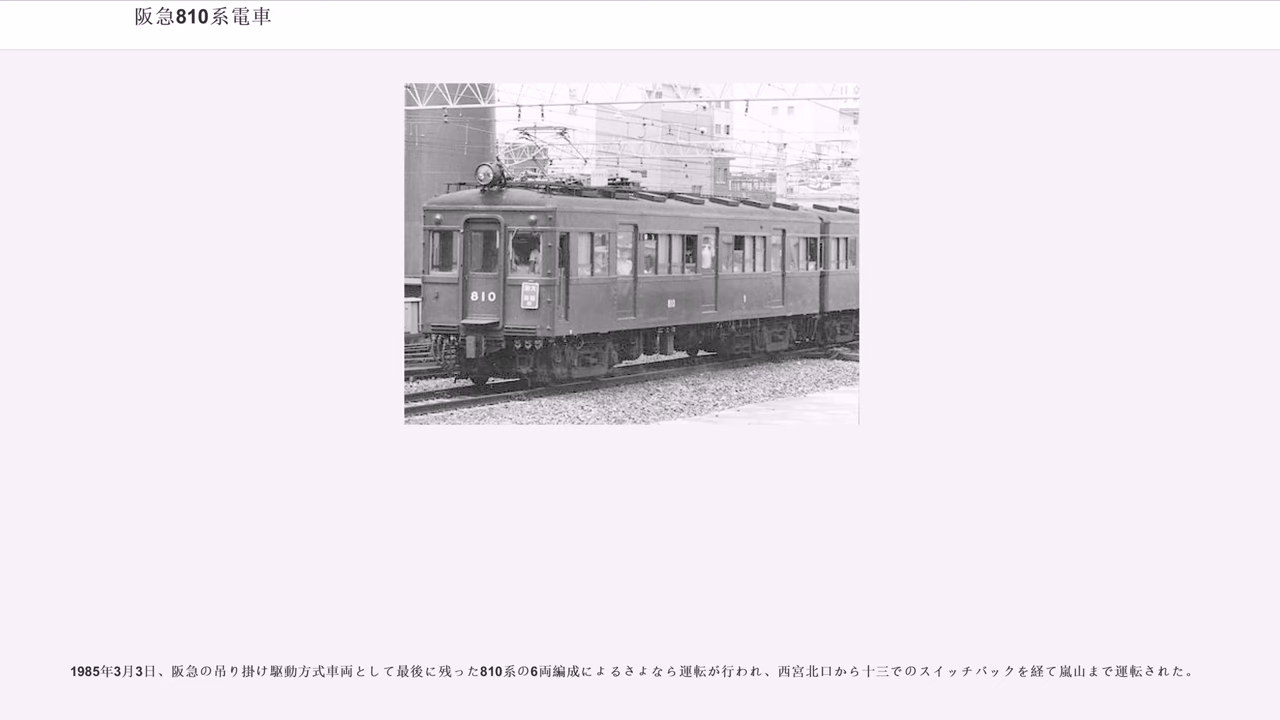 阪急810系電車
810
810
1985年3月3日、阪急の吊り掛け駆動方式車両として最後に残った810系の6両編成によるさよなら運転が行われ、西宮北口から十三でのスイッチバックを経て嵐山まで運転された。